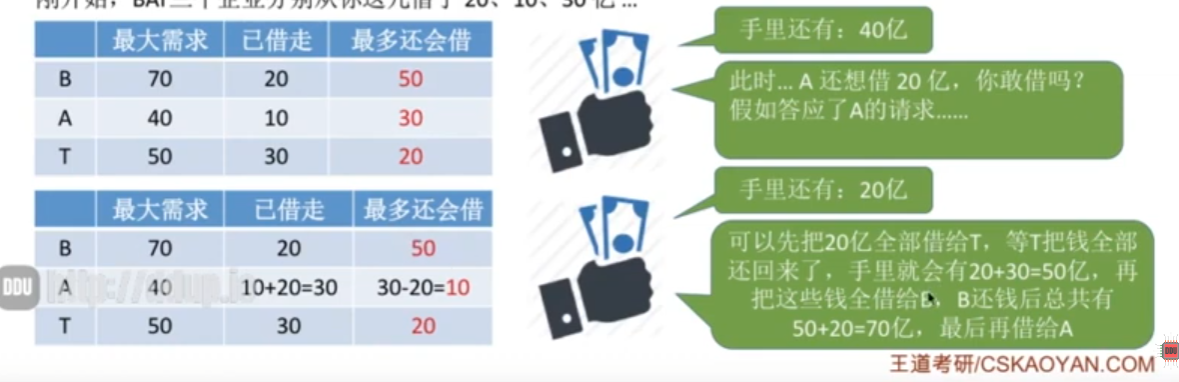 刚开始，BAT三个企业分别从你这儿借了 20、10、30 亿 ...
最大需求 已借走 最多还会借
B 70 20 50
A 40 10 30
T 50 30 20
手里还有：40亿
此时... A 还想借 20 亿，你敢借吗？
假如答应了A的请求......
最大需求 已借走 最多还会借
B 70 20 50
A 40 10+20=30 30-20=10
T 50 30 20
手里还有：20亿
可以先把20亿全部借给T，等T把钱全部
还回来了，手里就会有20+30=50亿，再
把这些钱全借给B，B还钱后总共有
50+20=70亿，最后再借给A
DDU
DDU
王道考研/CSKAOYAN.COM